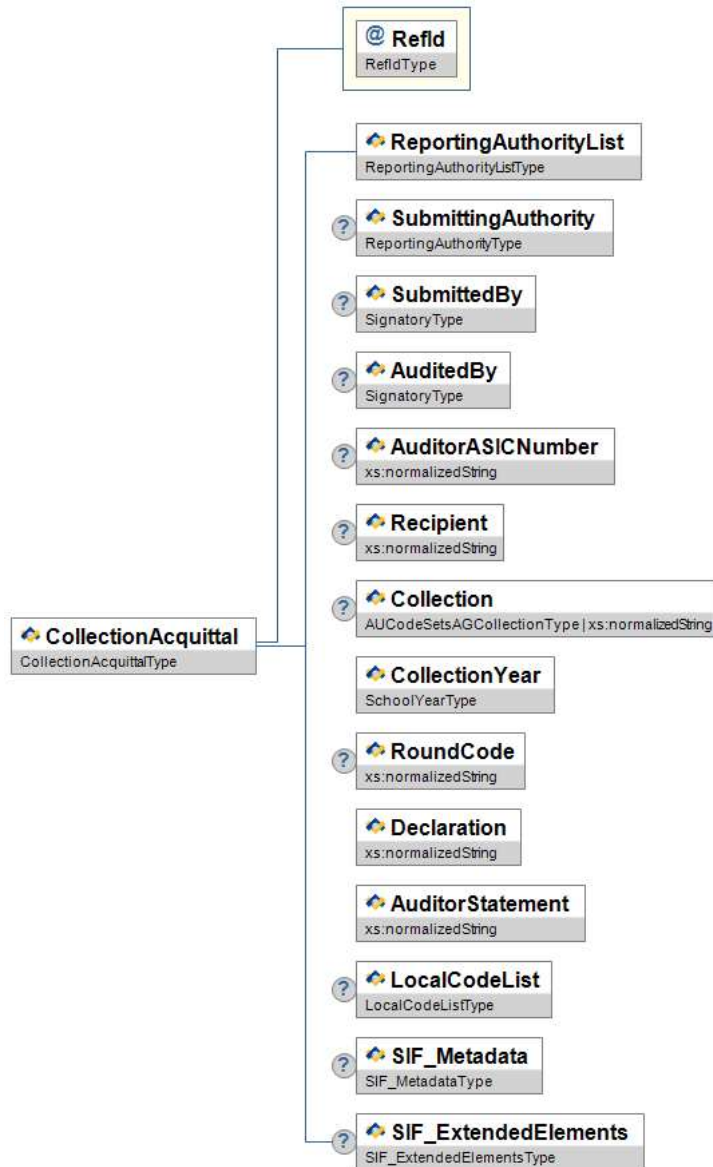 @ RefId
RefIdType
ReportingAuthorityList
ReportingAuthorityListType
? SubmittingAuthority
ReportingAuthorityType
? SubmittedBy
SignatoryType
? AuditedBy
SignatoryType
? AuditorASICNumber
xs:normalizedString
? Recipient
xs:normalizedString
? Collection
AUCodeSetsAGCollectionType | xs:normalizedString
CollectionAcquittal
CollectionAcquittalType
CollectionYear
SchoolYearType
? RoundCode
xs:normalizedString
Declaration
xs:normalizedString
AuditorStatement
xs:normalizedString
? LocalCodeList
LocalCodeListType
? SIF_Metadata
SIF_MetadataType
? SIF_ExtendedElements
SIF_ExtendedElementsType